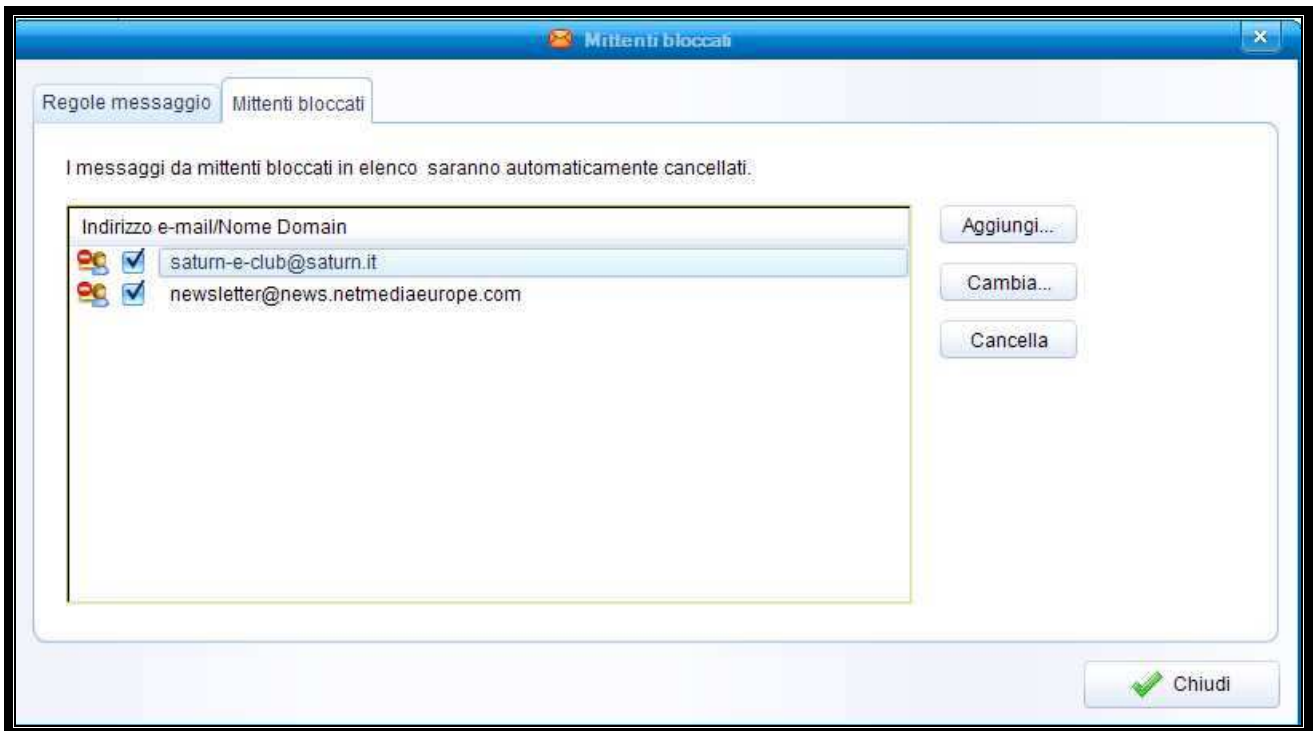 Mittenti bloccati
Regole messaggio
Mittenti bloccati
I messaggi da mittenti bloccati in elenco saranno automaticamente cancellati.
Indirizzo e-mail/Nome Domain
saturn-e-club@saturn.it
newsletter@news.netmediaeurope.com
Aggiungi...
Cambia...
Cancella
Chiudi